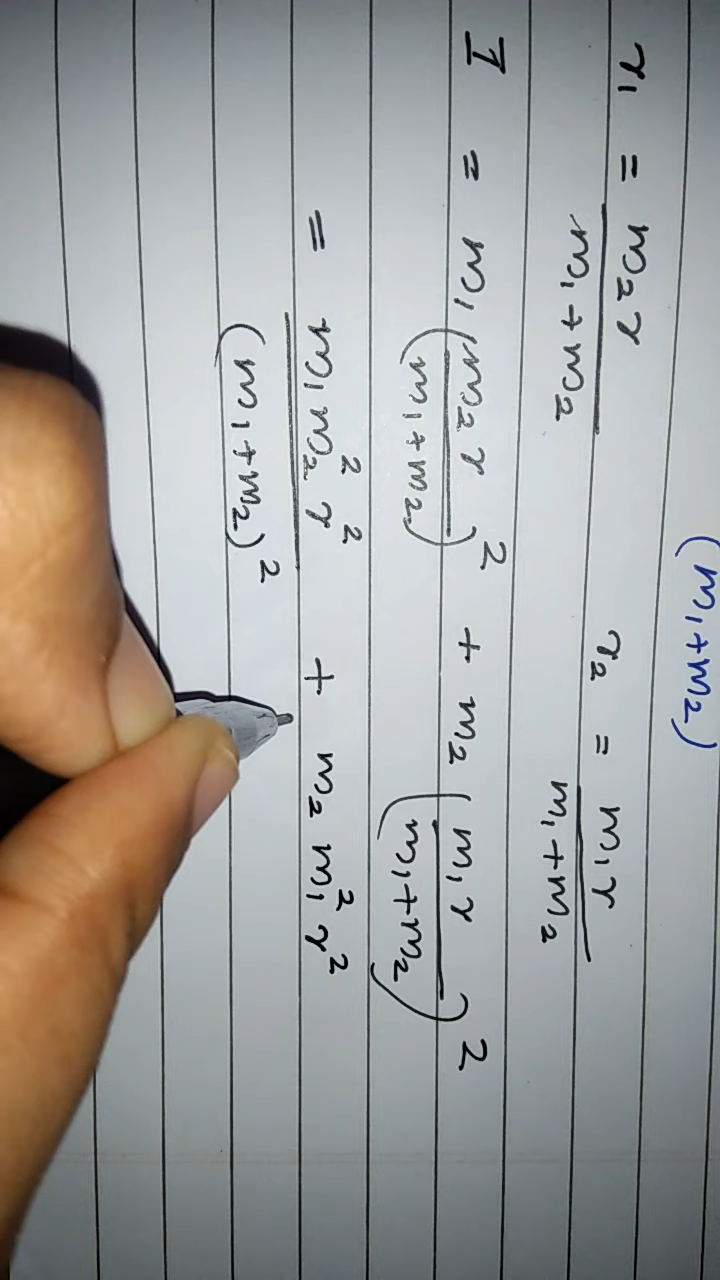 (m₁+m₂)
r₁ = m₂r / m₁+m₂    r₂ = m₁r / m₁+m₂
I = m₁ (m₂r / m₁+m₂)² + m₂ (m₁r / m₁+m₂)²
= m₁m₂²r² / (m₁+m₂)² + m₂m₁²r²